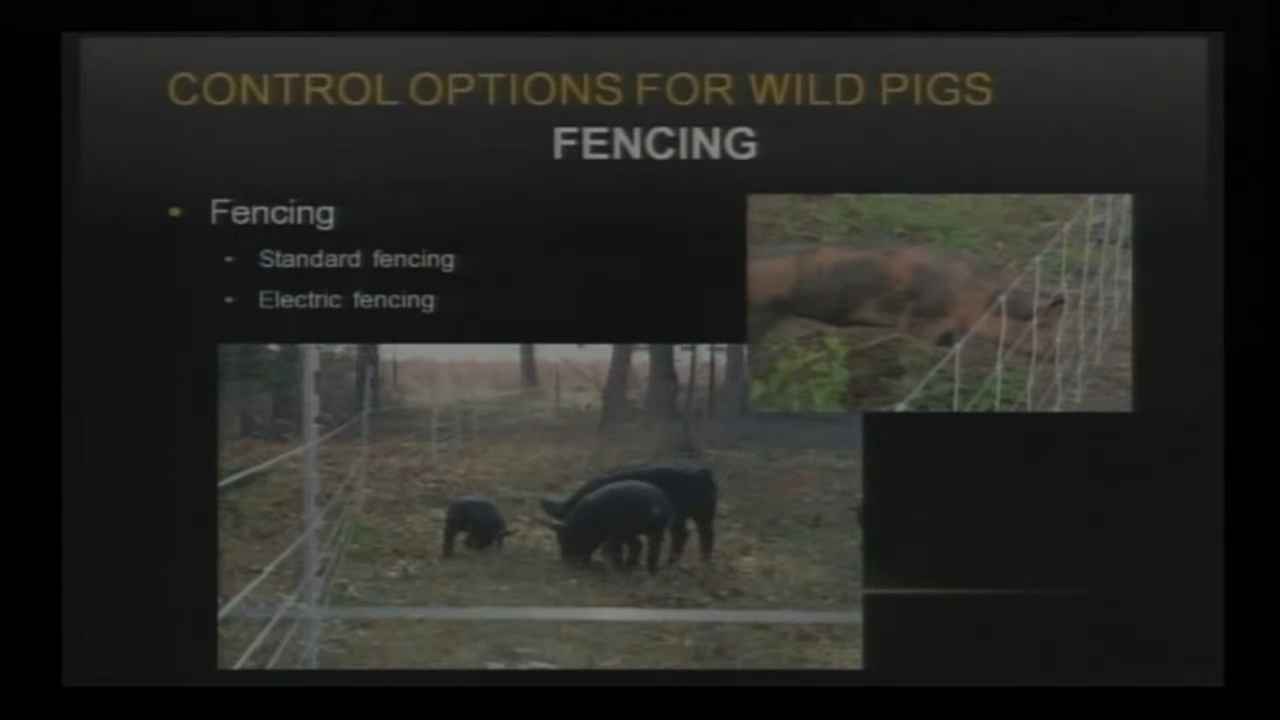 CONTROL OPTIONS FOR WILD PIGS
FENCING
• Fencing
- Standard fencing
- Electric fencing